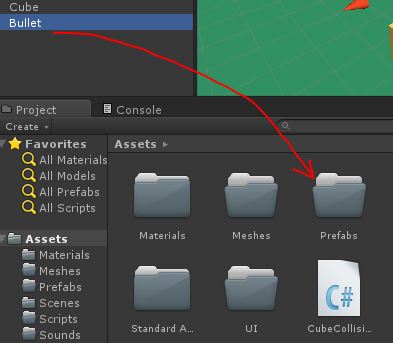 Cube
Bullet
Project
Console
Create
Favorites
All Materials
All Models
All Prefabs
All Scripts
Assets
Materials
Meshes
Prefabs
Scenes
Scripts
Sounds
Assets
Materials
Meshes
Prefabs
Standard A...
UI
C#
CubeCollisi...